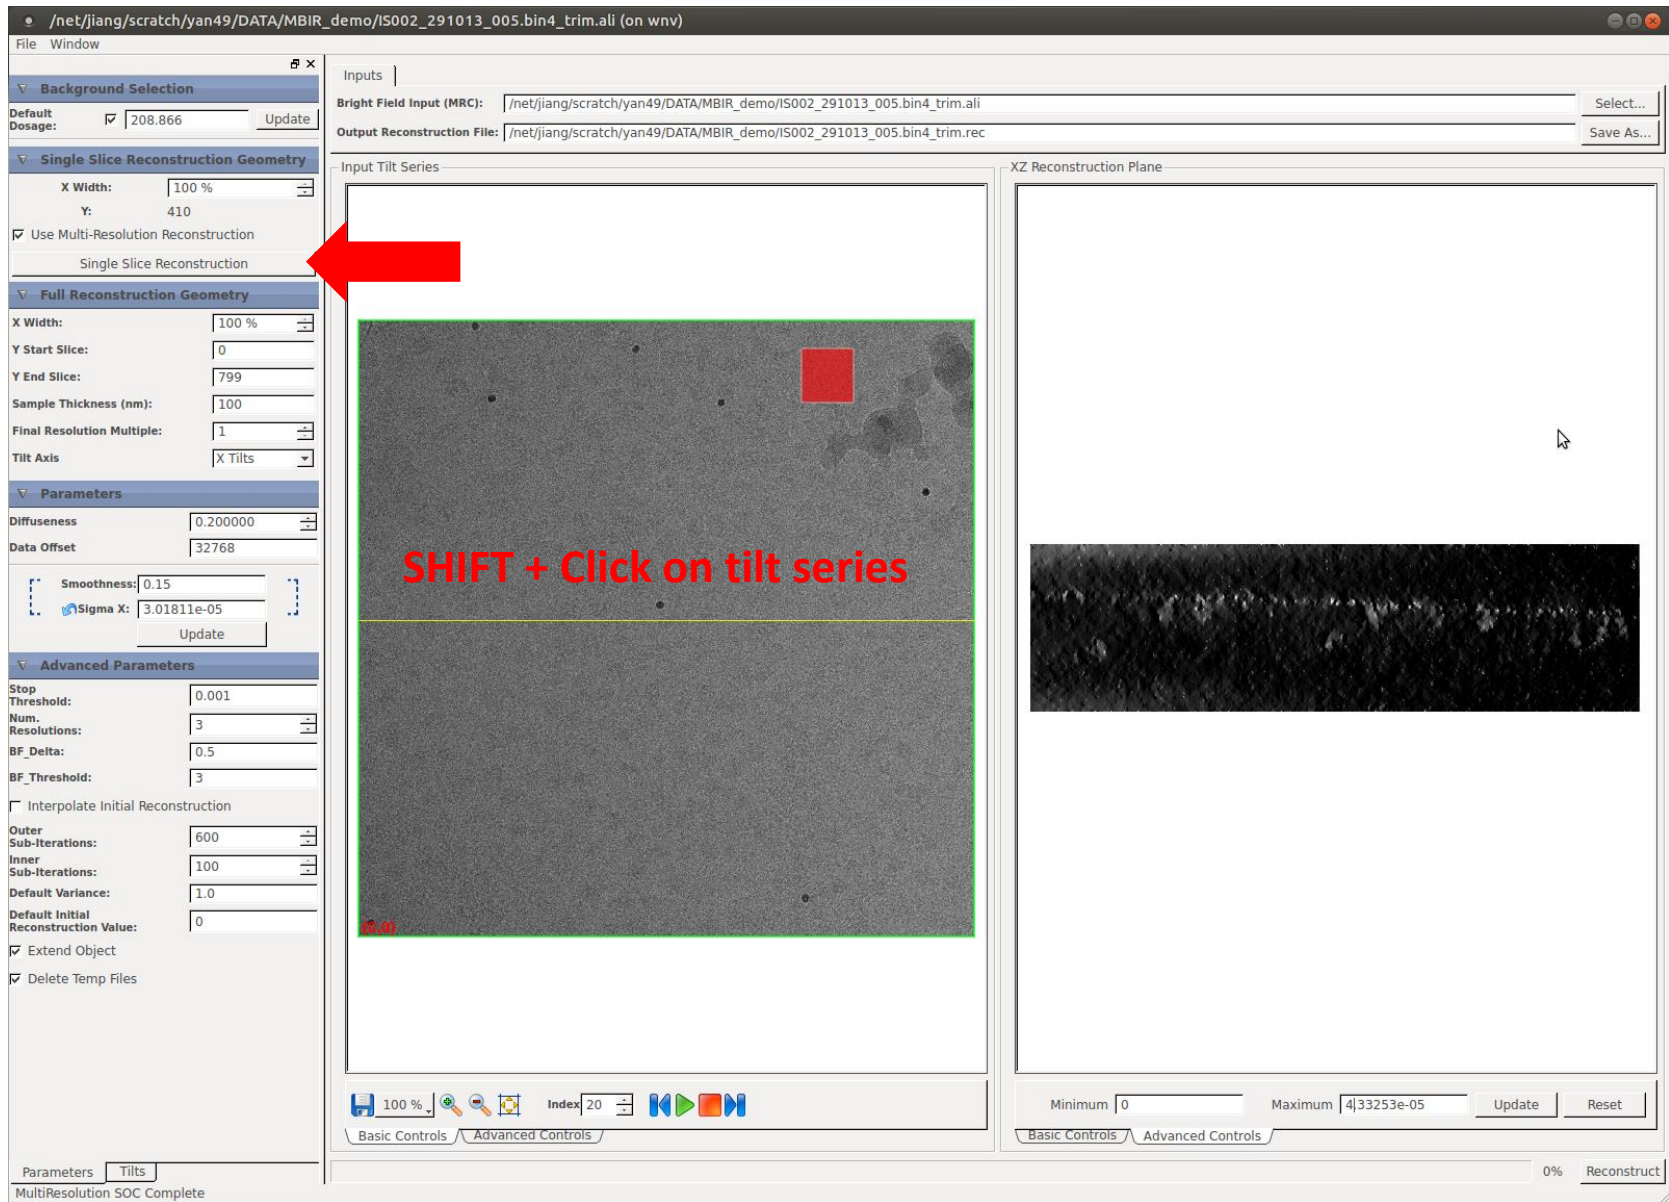 /net/jiang/scratch/yan49/DATA/MBIR_demo/IS002_291013_005.bin4_trim.ali (on wnv)
File Window
Background Selection
Default Dosage: 208.866 Update
Single Slice Reconstruction Geometry
X Width: 100 %
Y: 410
Use Multi-Resolution Reconstruction
Single Slice Reconstruction
Full Reconstruction Geometry
X Width: 100 %
Y Start Slice: 0
Y End Slice: 799
Sample Thickness (nm): 100
Final Resolution Multiple: 1
Tilt Axis X Tilts
Parameters
Diffuseness 0.200000
Data Offset 32768
Smoothness: 0.15
Sigma X: 3.01811e-05
Update
Advanced Parameters
Stop Threshold: 0.001
Num. Resolutions: 3
BF_Delta: 0.5
BF_Threshold: 3
Interpolate Initial Reconstruction
Outer Sub-Iterations: 600
Inner Sub-Iterations: 100
Default Variance: 1.0
Default Initial Reconstruction Value: 0
Extend Object
Delete Temp Files
Parameters Tilts
MultiResolution SOC Complete
Inputs
Bright Field Input (MRC): /net/jiang/scratch/yan49/DATA/MBIR_demo/IS002_291013_005.bin4_trim.ali Select...
Output Reconstruction File: /net/jiang/scratch/yan49/DATA/MBIR_demo/IS002_291013_005.bin4_trim.rec Save As...
Input Tilt Series
SHIFT + Click on tilt series
(0,0)
100 % Index 20
Basic Controls Advanced Controls
XZ Reconstruction Plane
Minimum 0 Maximum 4.33253e-05 Update Reset
Basic Controls Advanced Controls
0% Reconstruct